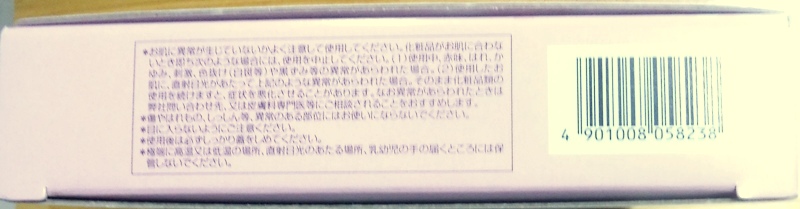 *お肌に異常が生じていないかよく注意して使用してください。化粧品がお肌に合わな
いとき即ち次のような場合には、使用を中止してください。(1)使用中、赤味、はれ、か
ゆみ、刺激、色抜け(白斑等)や黒ずみ等の異常があらわれた場合。(2)使用したお
肌に、直射日光があたって上記のような異常があらわれた場合。そのまま化粧品類の
使用を続けますと、症状を悪化させることがあります。なお異常があらわれたときは
弊社問い合わせ先、又は皮膚科専門医等にご相談されることをおすすめします。
*傷やはれもの、しっしん等、異常のある部位にはお使いにならないでください。
*目に入らないようにご注意ください。
*使用後は必ずしっかり蓋をしめてください。
*極端に高温又は低温の場所、直射日光のあたる場所、乳幼児の手の届くところには保
管しないでください。
4 901008 058238